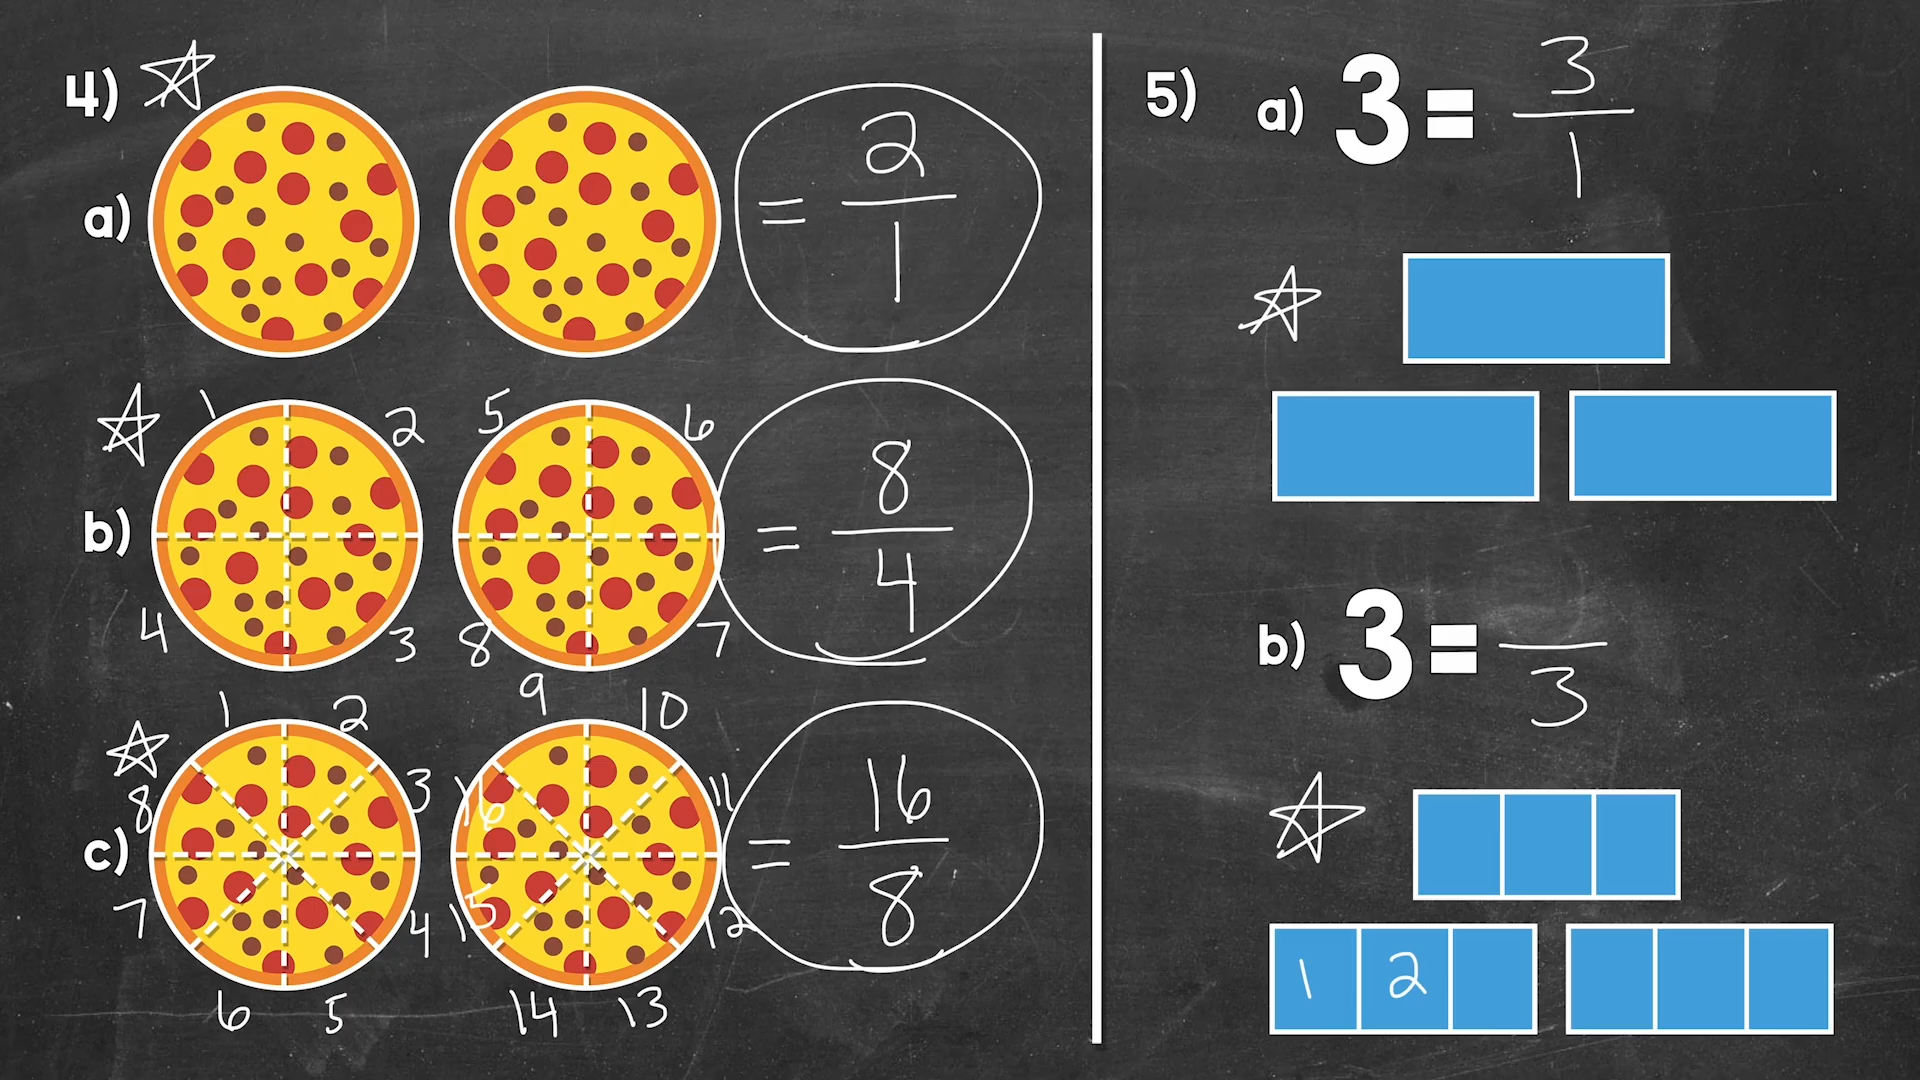 4)
a)
= 2/1
b)
1 2 3 4
5 6 7 8
= 8/4
c)
1 2 3 4 5 6 7 8
9 10 11 12 13 14 15 16
= 16/8
5) a) 3 = 3/1
b) 3 = /3
1 2